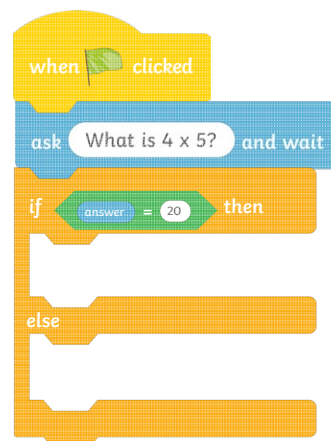 when clicked
ask What is 4 x 5? and wait
if answer = 20 then
else